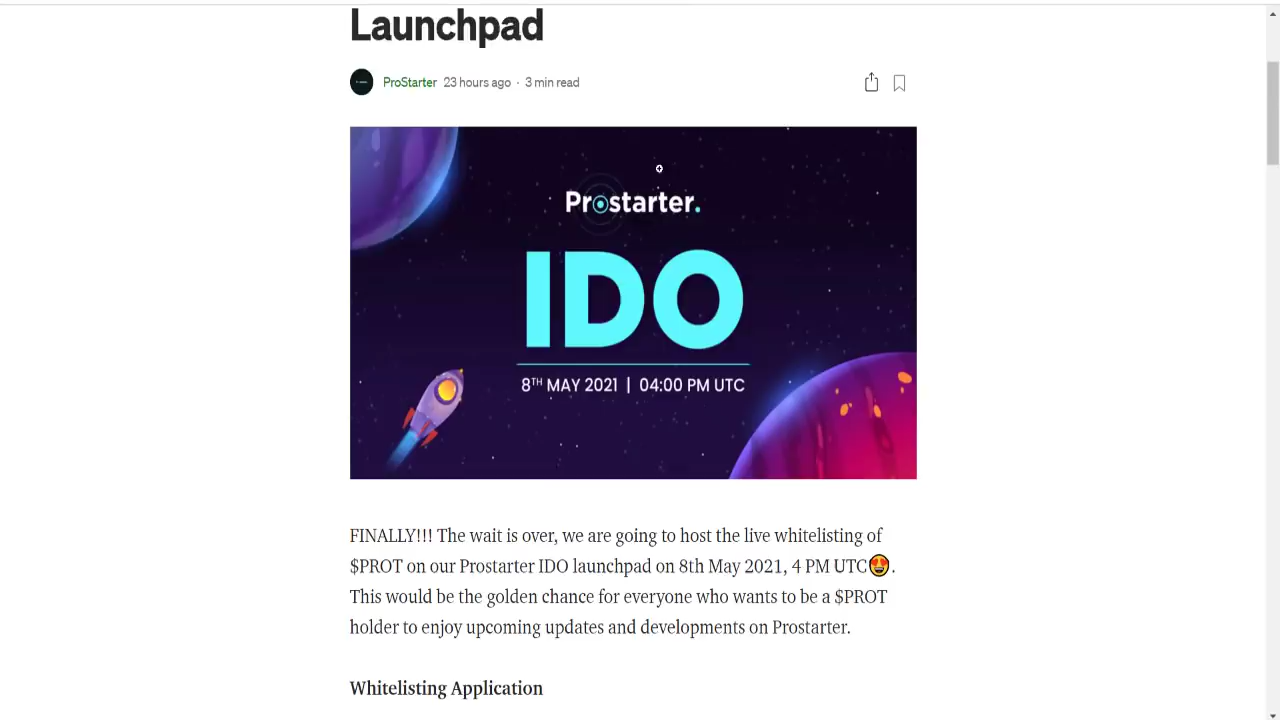 Launchpad
ProStarter 23 hours ago · 3 min read
Prostarter.
IDO
8TH MAY 2021 | 04:00 PM UTC
FINALLY!!! The wait is over, we are going to host the live whitelisting of
$PROT on our Prostarter IDO launchpad on 8th May 2021, 4 PM UTC😍.
This would be the golden chance for everyone who wants to be a $PROT
holder to enjoy upcoming updates and developments on Prostarter.
Whitelisting Application